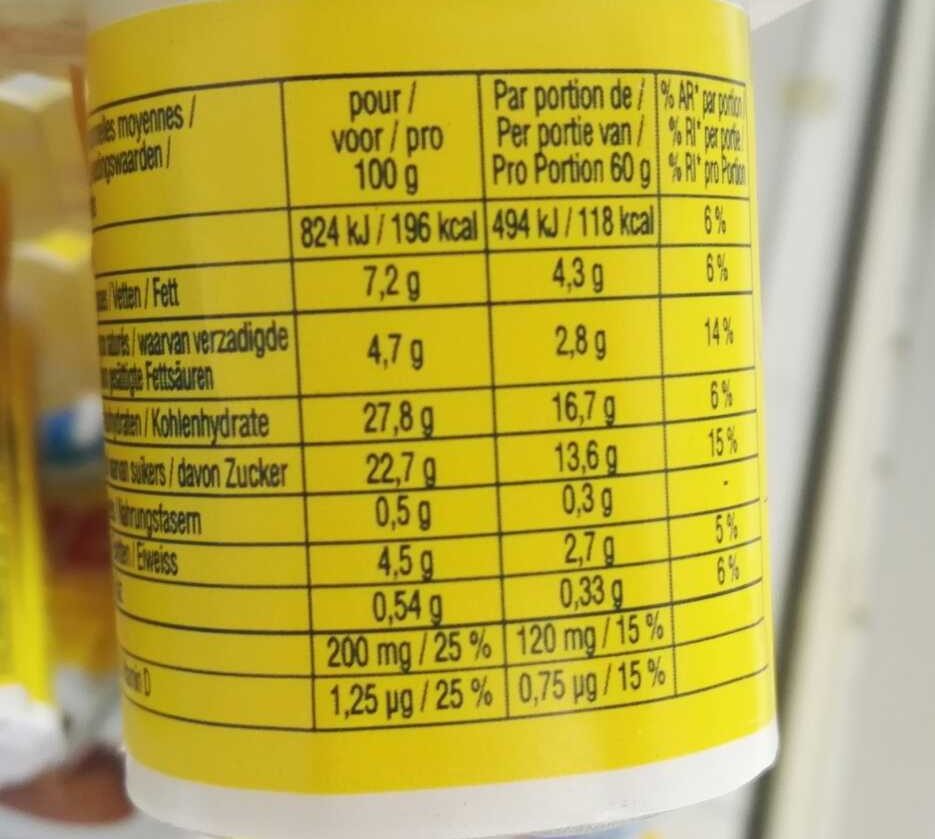 moyennes / pour / Par portion de / % AR* par portion /
voor / pro Per portie van / % RI* per portie /
100 g Pro Portion 60 g % RI* pro Portion
824 kJ / 196 kcal 494 kJ / 118 kcal 6 %
/ Vetten / Fett 7,2 g 4,3 g 6 %
/ waarvan verzadigde 4,7 g 2,8 g 14 %
Fettsäuren
/ Kohlenhydrate 27,8 g 16,7 g 6 %
suikers / davon Zucker 22,7 g 13,6 g 15 %
Nahrungsfasern 0,5 g 0,3 g -
/ Eiweiss 4,5 g 2,7 g 5 %
0,54 g 0,33 g 6 %
200 mg / 25 % 120 mg / 15 %
D 1,25 µg / 25 % 0,75 µg / 15 %